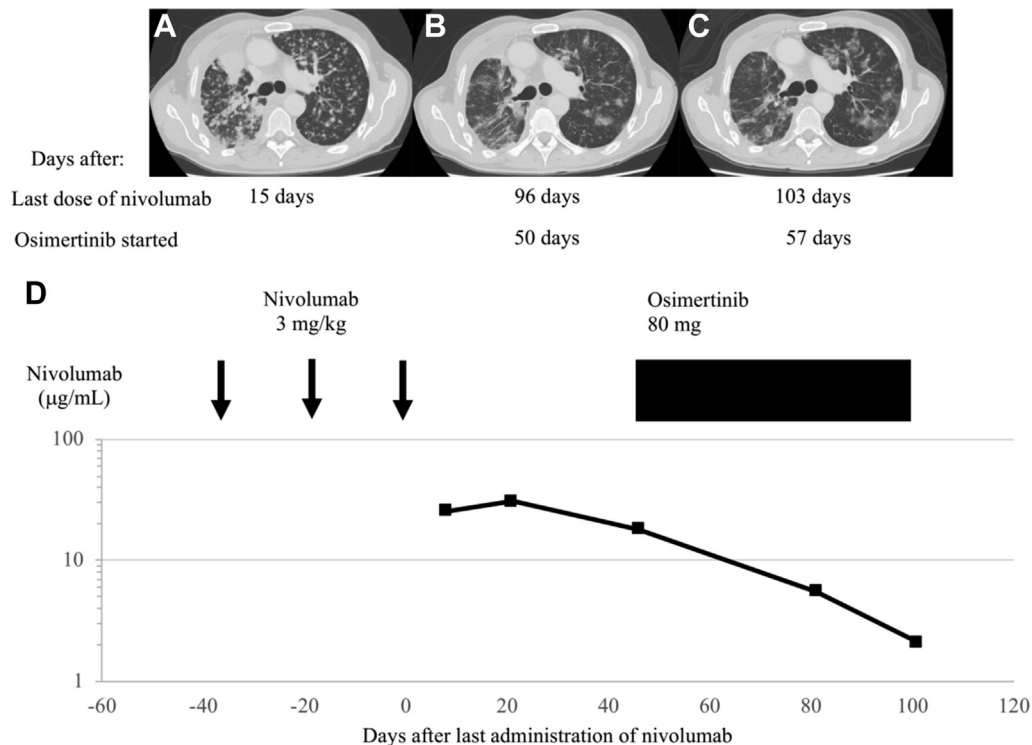 A B C
Days after:
Last dose of nivolumab 15 days 96 days 103 days
Osimertinib started 50 days 57 days
D
Nivolumab
3 mg/kg
Osimertinib
80 mg
Nivolumab
(µg/mL)
100
10
1
-60 -40 -20 0 20 40 60 80 100 120
Days after last administration of nivolumab